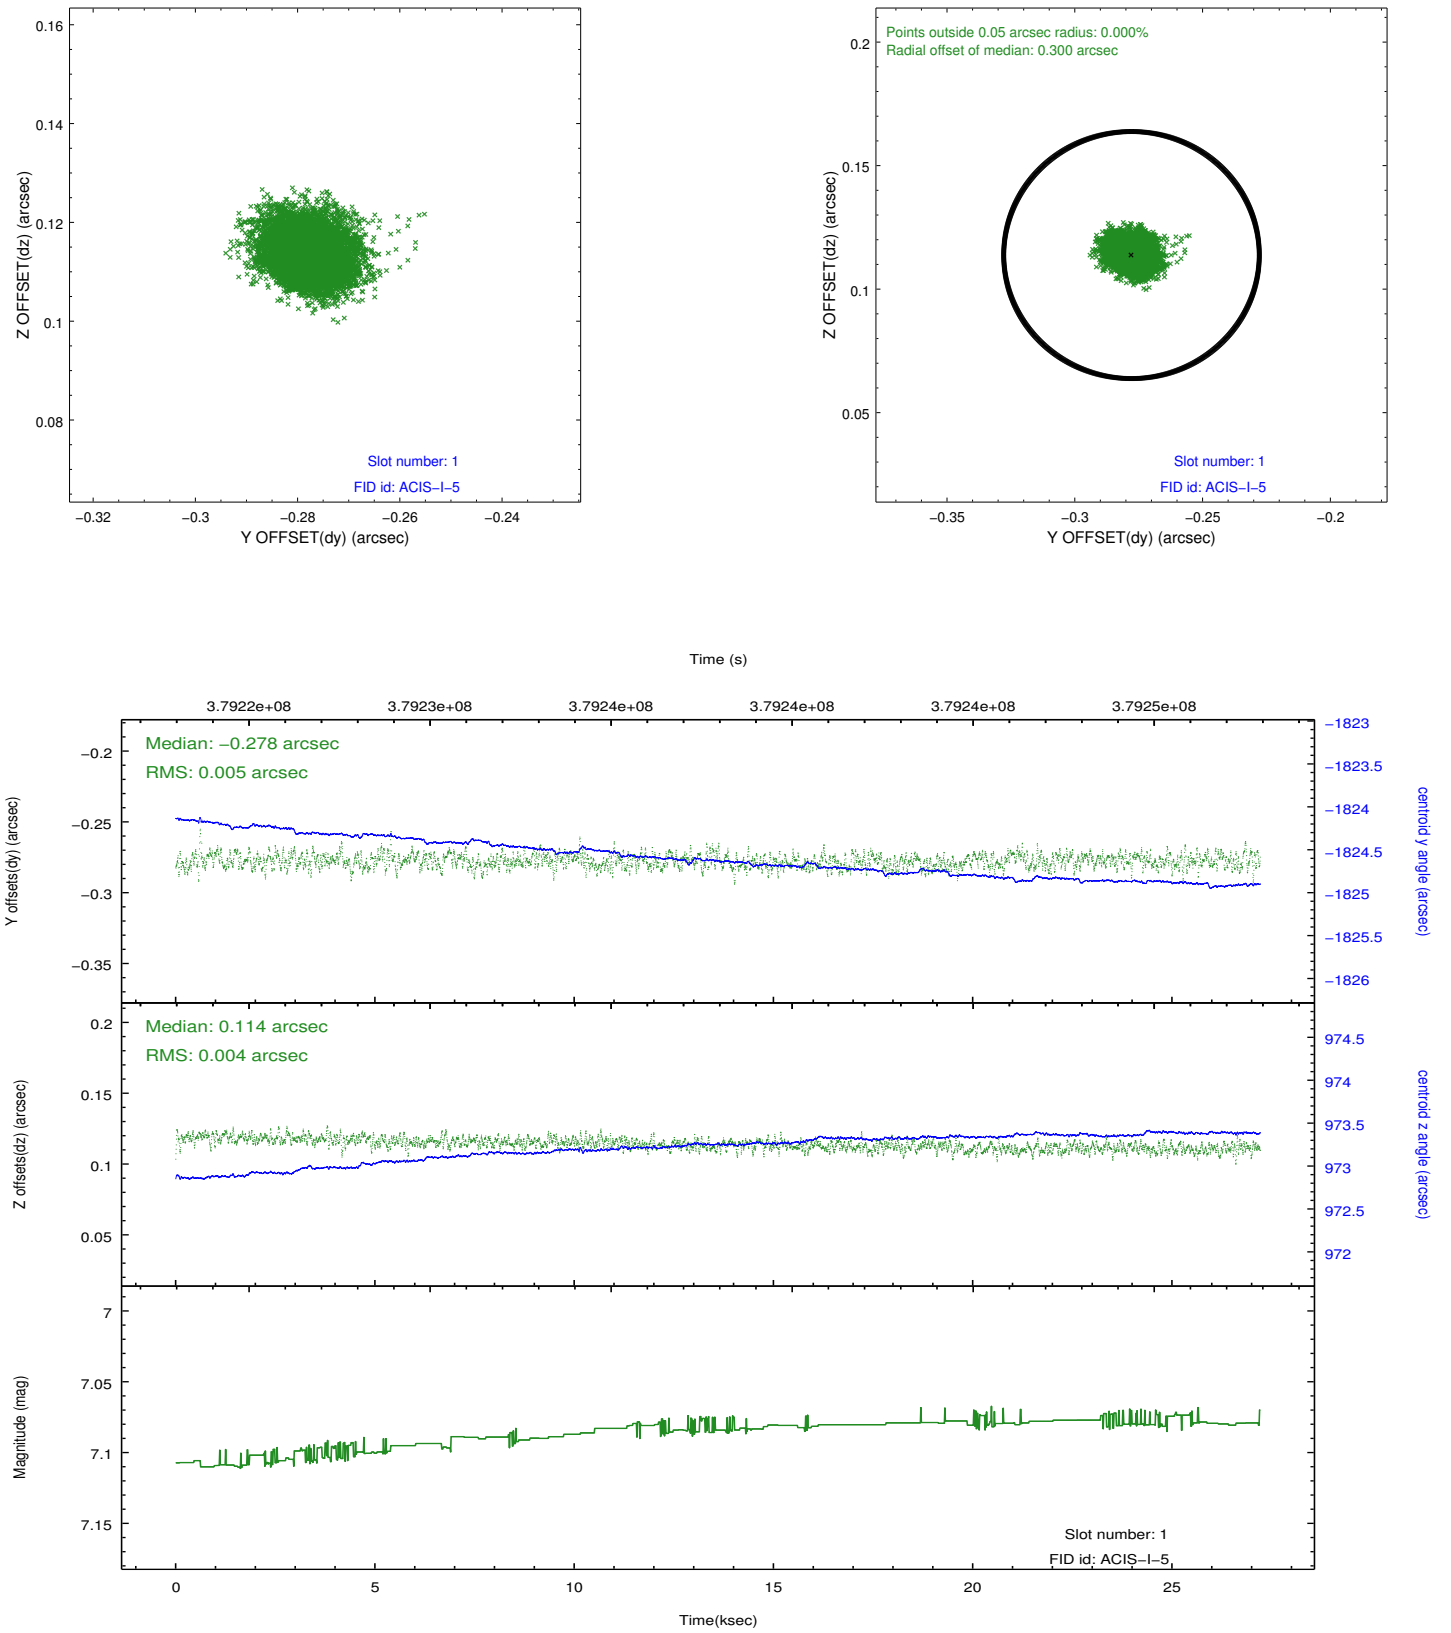 0.16
0.14
0.12
0.1
0.08
Z OFFSET(dz) (arcsec)
Slot number: 1
FID id: ACIS−I−5
−0.32
−0.3
−0.28
−0.26
−0.24
Y OFFSET(dy) (arcsec)
Points outside 0.05 arcsec radius: 0.000%
Radial offset of median: 0.300 arcsec
0.2
0.15
0.1
0.05
Z OFFSET(dz) (arcsec)
Slot number: 1
FID id: ACIS−I−5
−0.35
−0.3
−0.25
−0.2
Y OFFSET(dy) (arcsec)
Time (s)
3.7922e+08
3.7923e+08
3.7924e+08
3.7924e+08
3.7924e+08
3.7925e+08
Median: −0.278 arcsec
RMS: 0.005 arcsec
−0.2
−0.25
−0.3
−0.35
Y offsets(dy) (arcsec)
−1823
−1823.5
−1824
−1824.5
−1825
−1825.5
−1826
centroid y angle (arcsec)
Median: 0.114 arcsec
RMS: 0.004 arcsec
0.2
0.15
0.1
0.05
Z offsets(dz) (arcsec)
974.5
974
973.5
973
972.5
972
centroid z angle (arcsec)
7
7.05
7.1
7.15
Magnitude (mag)
Slot number: 1
FID id: ACIS−I−5
0
5
10
15
20
25
Time(ksec)